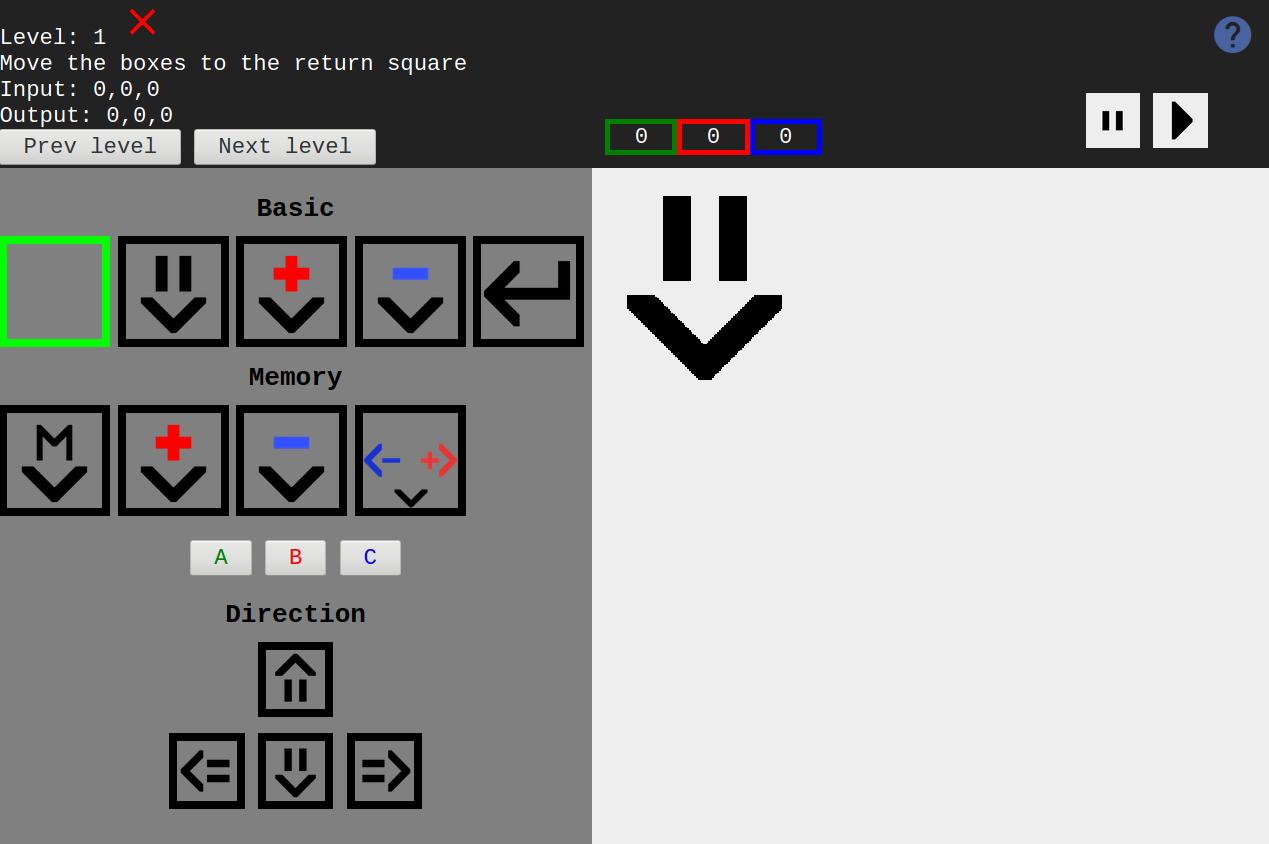 Level: 1
Move the boxes to the return square
Input: 0,0,0
Output: 0,0,0
Prev level Next level
0 0 0
?
Basic
Memory
M
A B C
Direction